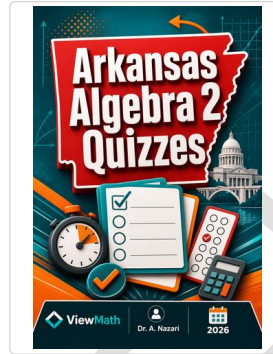 Arkansas
Algebra 2
Quizzes
ViewMath
Dr. A. Nazari
2026